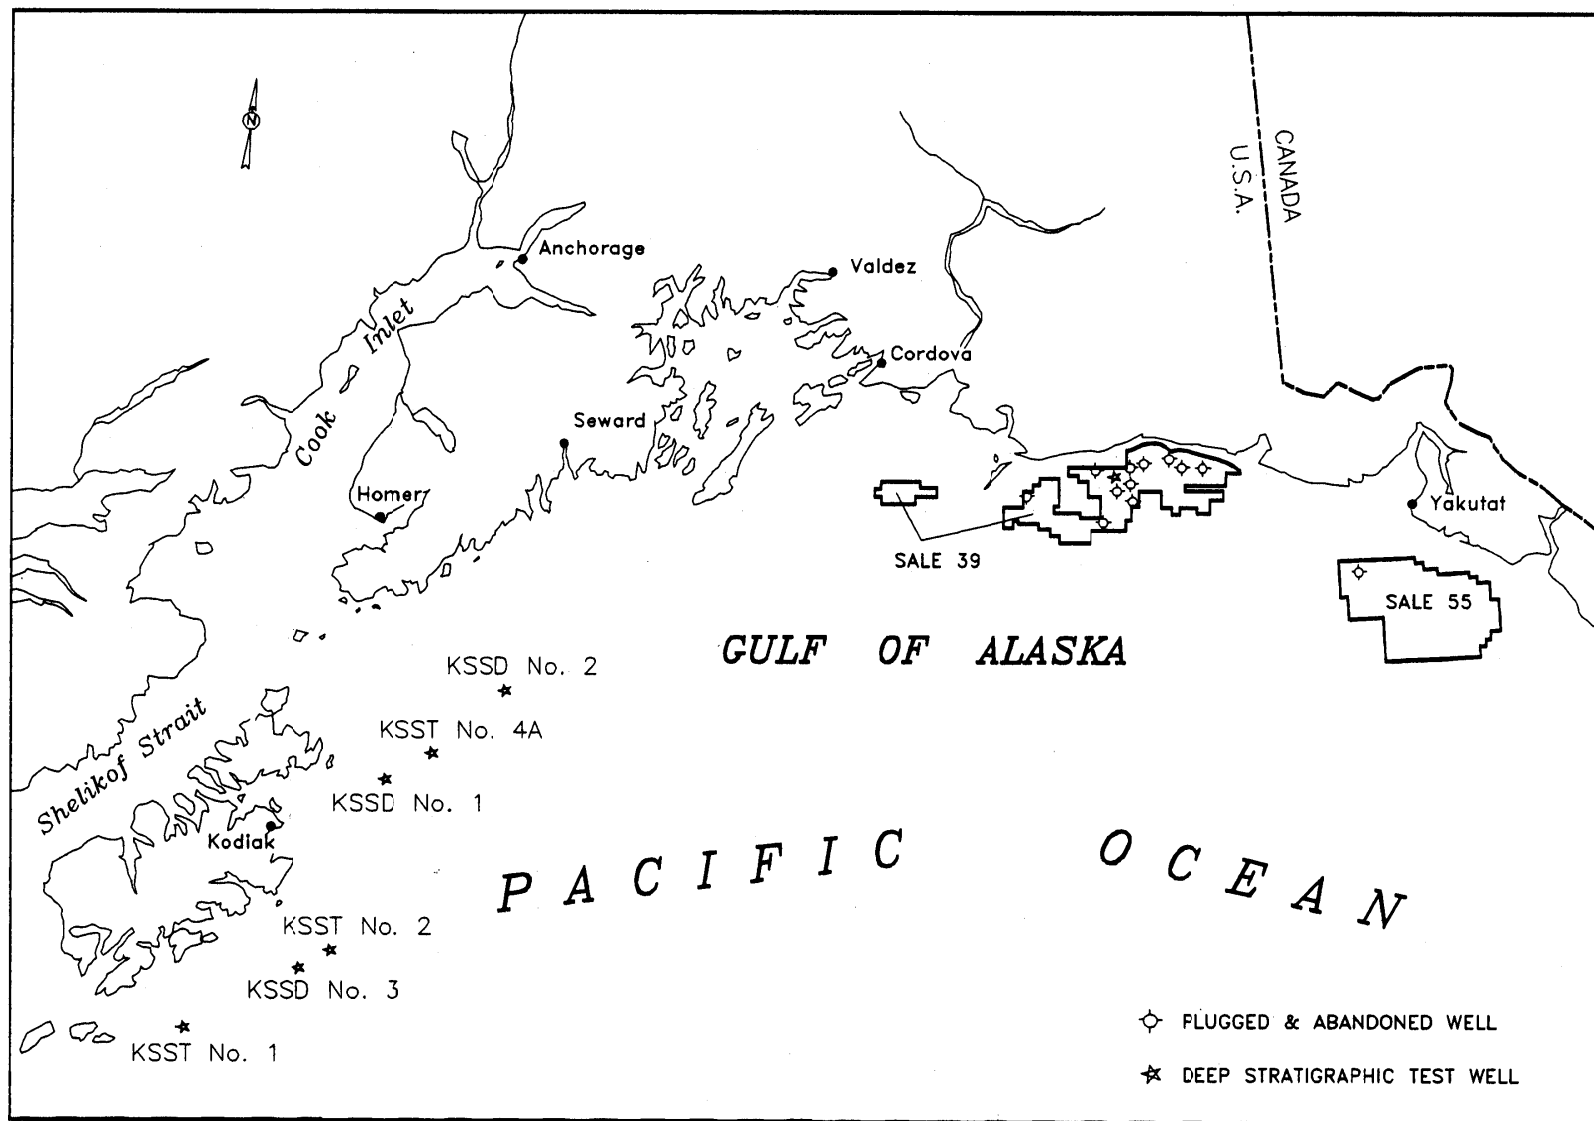 N
CANADA
U.S.A.
Anchorage
Valdez
Inlet
Cordova
Cook
Seward
Homer
Yakutat
SALE 39
SALE 55
GULF OF ALASKA
KSSD No. 2
KSST No. 4A
Shelikof Strait
KSSD No. 1
Kodiak
PACIFIC OCEAN
KSST No. 2
KSSD No. 3
KSST No. 1
PLUGGED & ABANDONED WELL
DEEP STRATIGRAPHIC TEST WELL